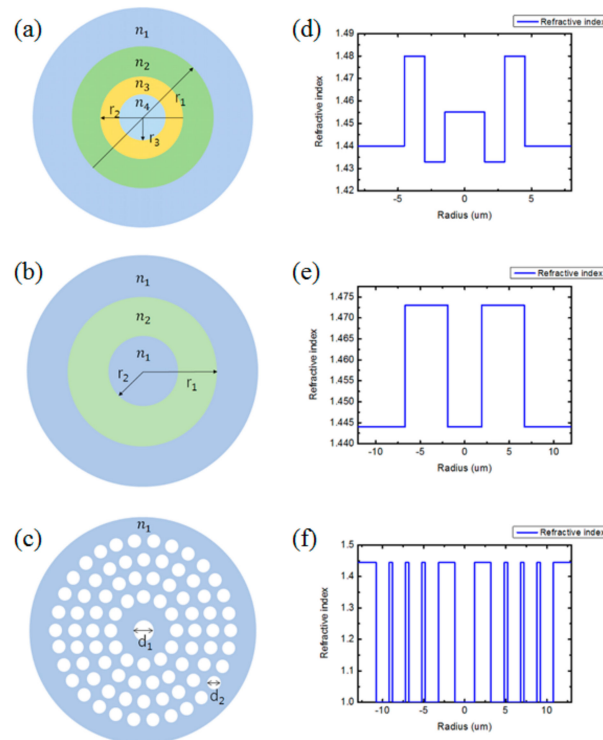 (a)
n₁
n₂
n₃
n₄
r₂
r₁
r₃
(d)
Refractive index
1.49
1.48
1.47
1.46
1.45
1.44
1.43
1.42
Refractive index
-5
0
5
Radius (um)
(b)
n₁
n₂
n₁
r₂
r₁
(e)
Refractive index
1.475
1.470
1.465
1.460
1.455
1.450
1.445
1.440
Refractive index
-10
-5
0
5
10
Radius (um)
(c)
n₁
d₁
d₂
(f)
Refractive index
1.5
1.4
1.3
1.2
1.1
1.0
Refractive index
-10
-5
0
5
10
Radius (um)